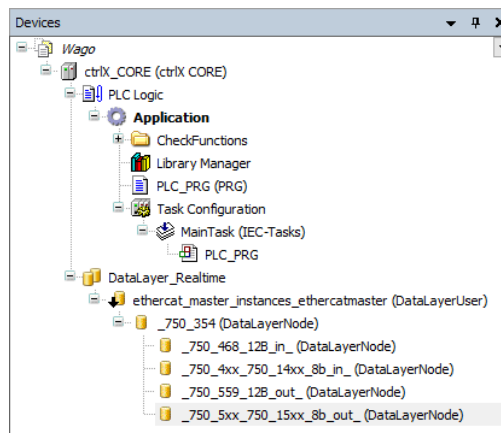 Devices
Wago
ctrlX_CORE (ctrlX CORE)
PLC Logic
Application
CheckFunctions
Library Manager
PLC_PRG (PRG)
Task Configuration
MainTask (IEC-Tasks)
PLC_PRG
DataLayer_Realtime
ethercat_master_instances_ethercatmaster (DataLayerUser)
_750_354 (DataLayerNode)
_750_468_12B_in_ (DataLayerNode)
_750_4xx_750_14xx_8b_in_ (DataLayerNode)
_750_559_12B_out_ (DataLayerNode)
_750_5xx_750_15xx_8b_out_ (DataLayerNode)